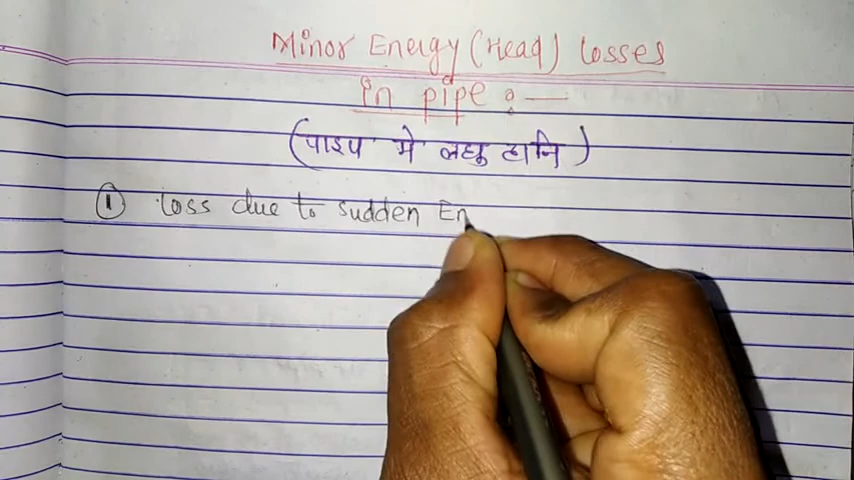 Minor Energy (Head) losses
in pipe :—
(पाइप मे लघु हानि)
① Loss due to sudden En